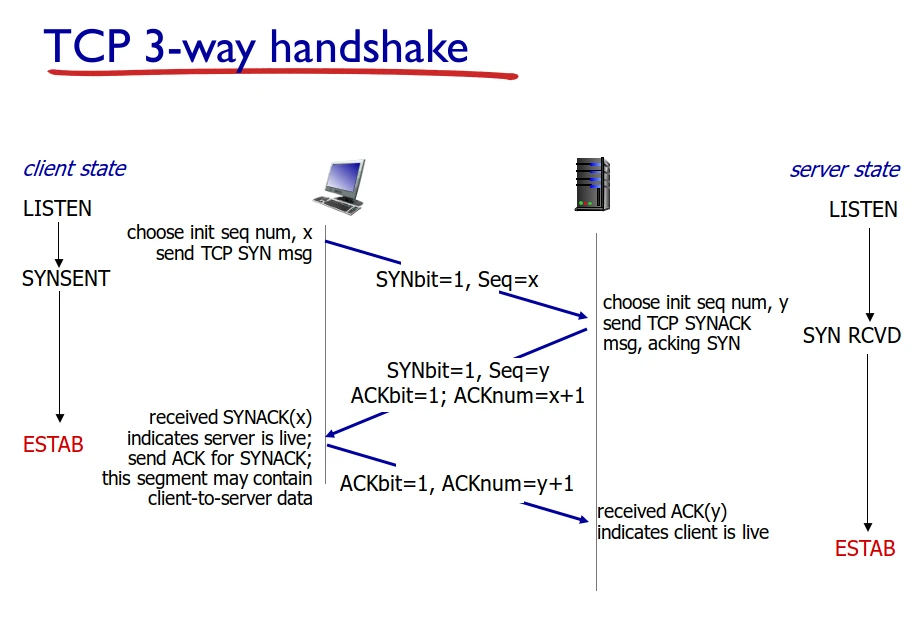 TCP 3-way handshake
client state
server state
LISTEN
LISTEN
choose init seq num, x
send TCP SYN msg
SYNSENT
SYNbit=1, Seq=x
choose init seq num, y
send TCP SYNACK
msg, acking SYN
SYN RCVD
SYNbit=1, Seq=y
ACKbit=1; ACKnum=x+1
received SYNACK(x)
indicates server is live;
send ACK for SYNACK;
this segment may contain
client-to-server data
ESTAB
ACKbit=1, ACKnum=y+1
received ACK(y)
indicates client is live
ESTAB